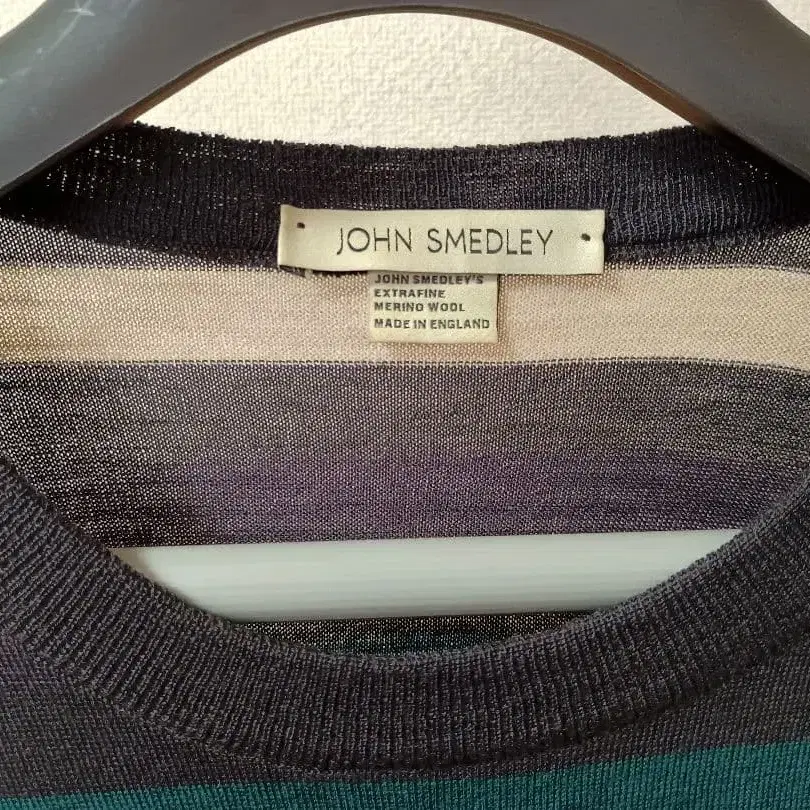 JOHN SMEDLEY
JOHN SMEDLEY'S
EXTRAFINE
MERINO WOOL
MADE IN ENGLAND